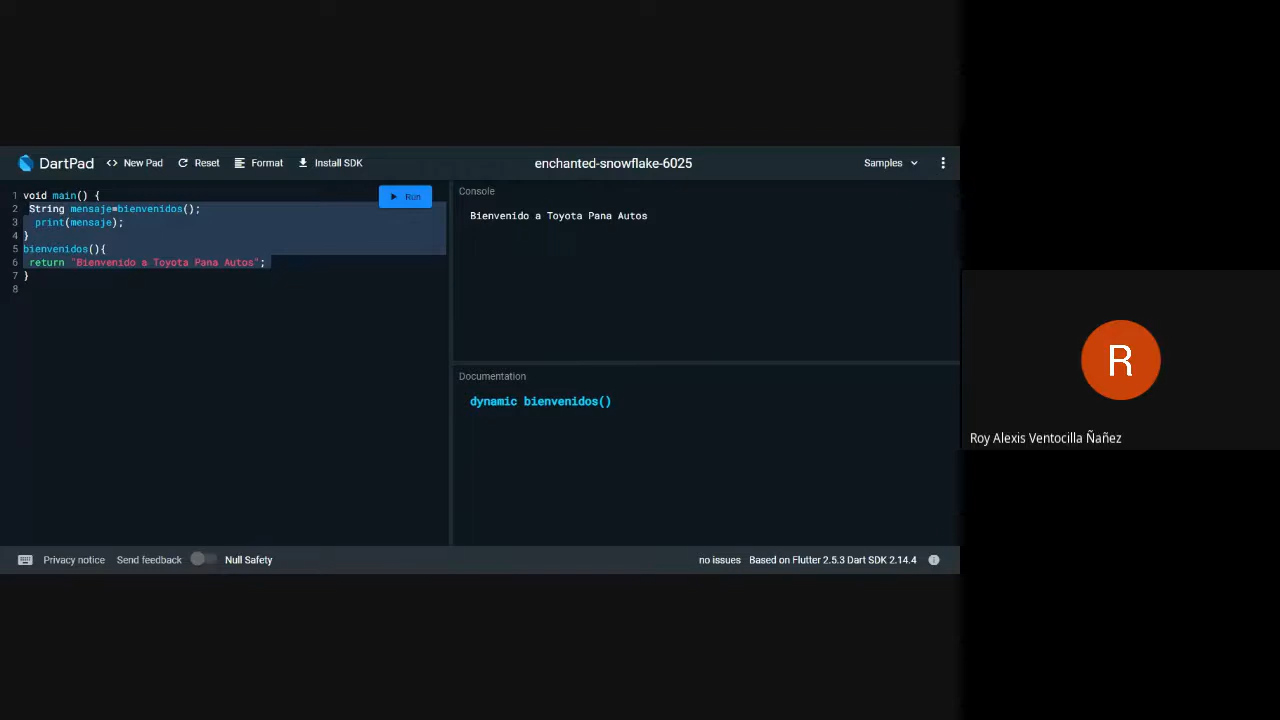 DartPad <> New Pad Reset Format Install SDK enchanted-snowflake-6025 Samples
1 void main() {
2 String mensaje=bienvenidos();
3 print(mensaje);
4 }
5 bienvenidos(){
6 return "Bienvenido a Toyota Pana Autos";
7 }
8
Run
Console
Bienvenido a Toyota Pana Autos
Documentation
dynamic bienvenidos()
R
Roy Alexis Ventocilla Ñañez
Privacy notice Send feedback Null Safety no issues Based on Flutter 2.5.3 Dart SDK 2.14.4